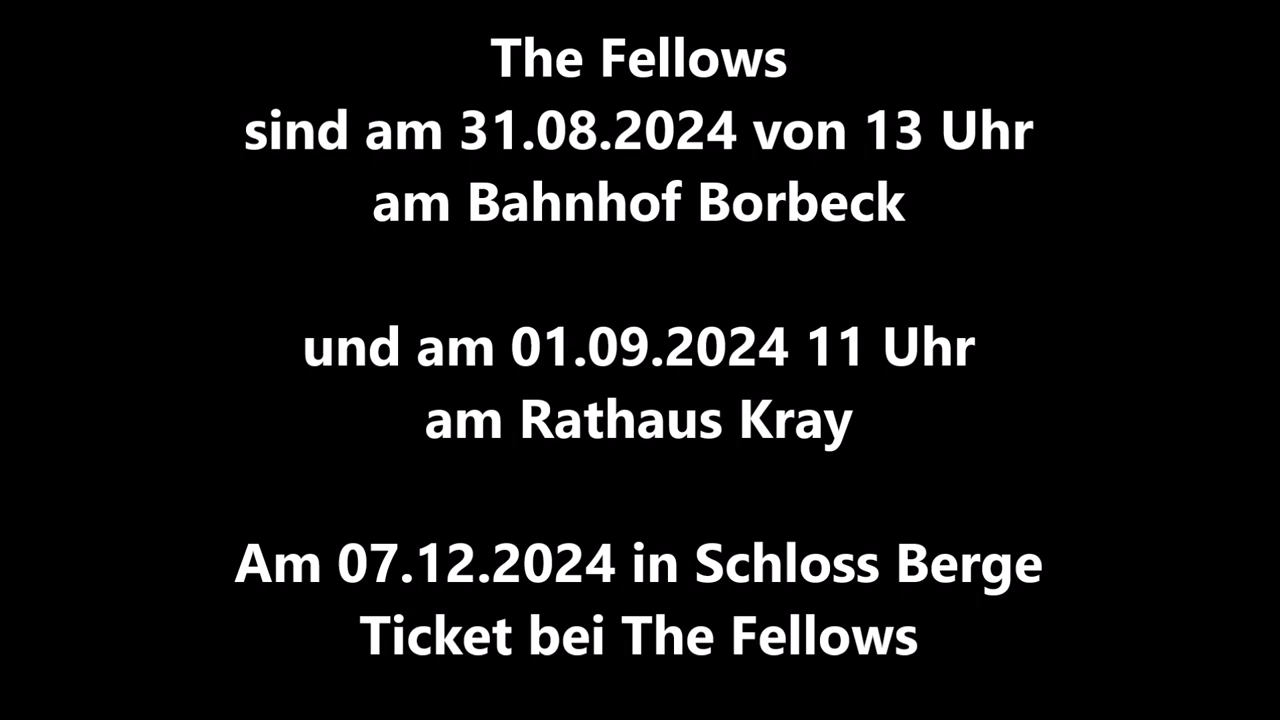 The Fellows
sind am 31.08.2024 von 13 Uhr
am Bahnhof Borbeck
und am 01.09.2024 11 Uhr
am Rathaus Kray
Am 07.12.2024 in Schloss Berge
Ticket bei The Fellows